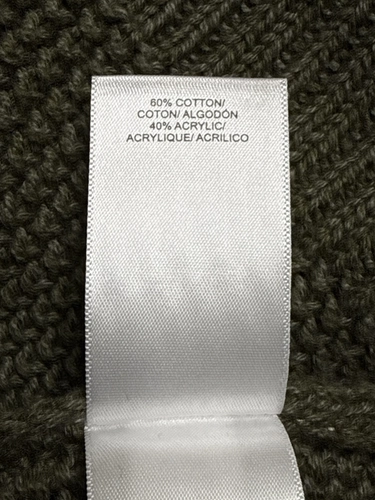 60% COTTON/
COTON/ ALGODÓN
40% ACRYLIC/
ACRYLIQUE/ ACRILICO